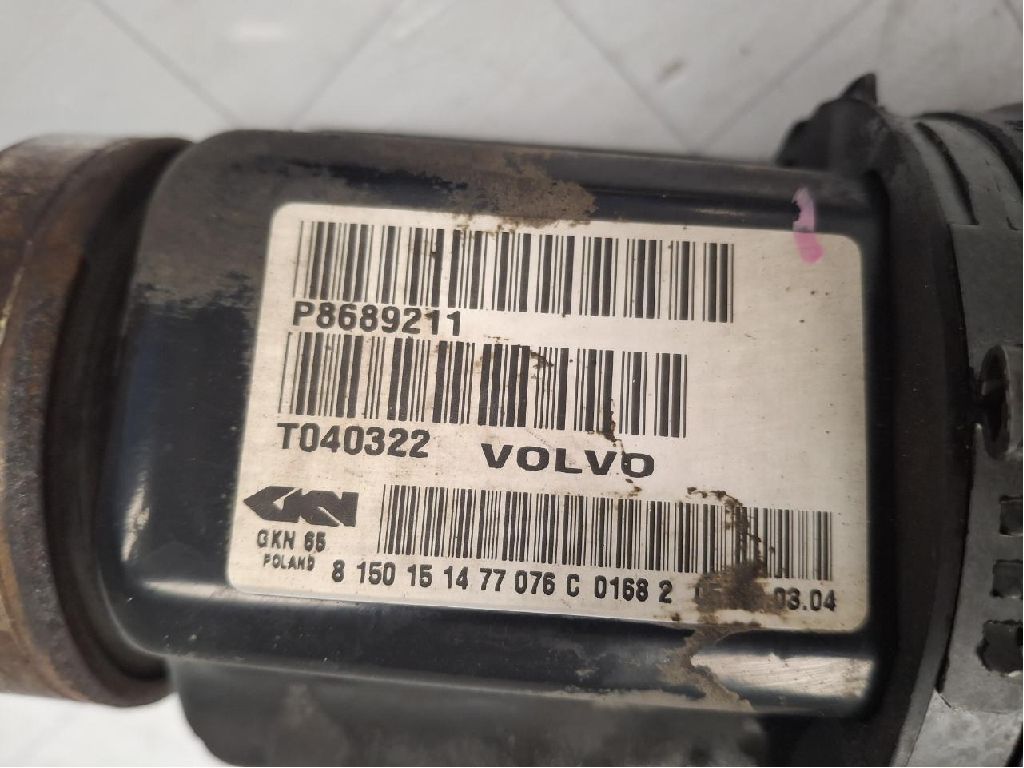 P8689211
T040322
VOLVO
GKN
GKN 65
POLAND
8 150 15 14 77 076 C 0168 2 03.04